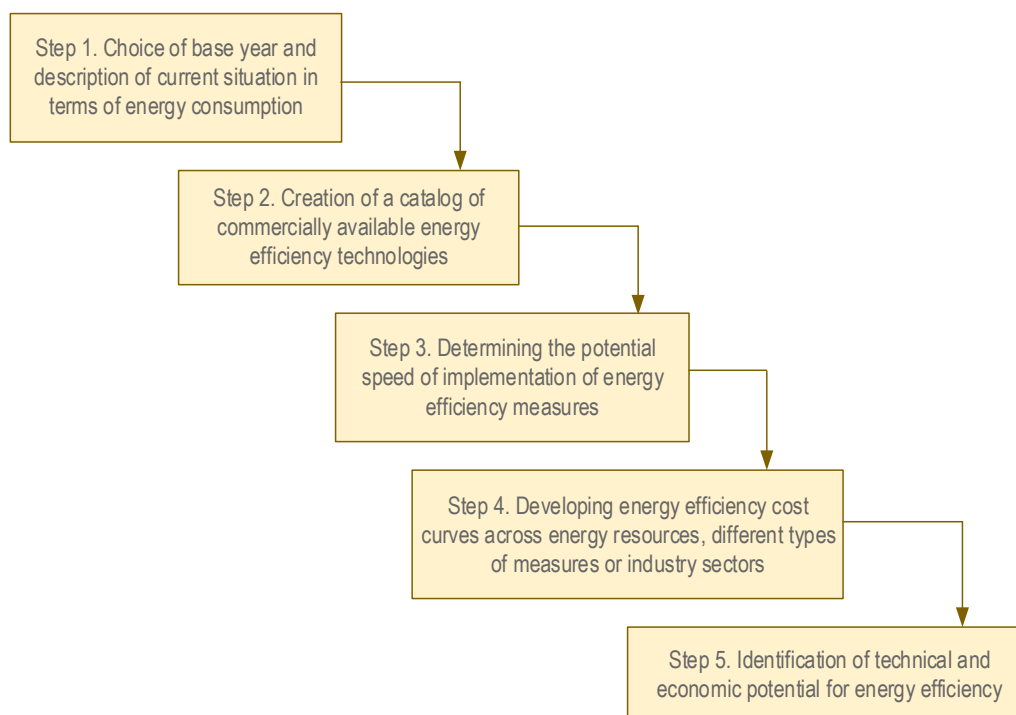 Step 1. Choice of base year and
description of current situation in
terms of energy consumption
Step 2. Creation of a catalog of
commercially available energy
efficiency technologies
Step 3. Determining the potential
speed of implementation of energy
efficiency measures
Step 4. Developing energy efficiency cost
curves across energy resources, different types
of measures or industry sectors
Step 5. Identification of technical and
economic potential for energy efficiency